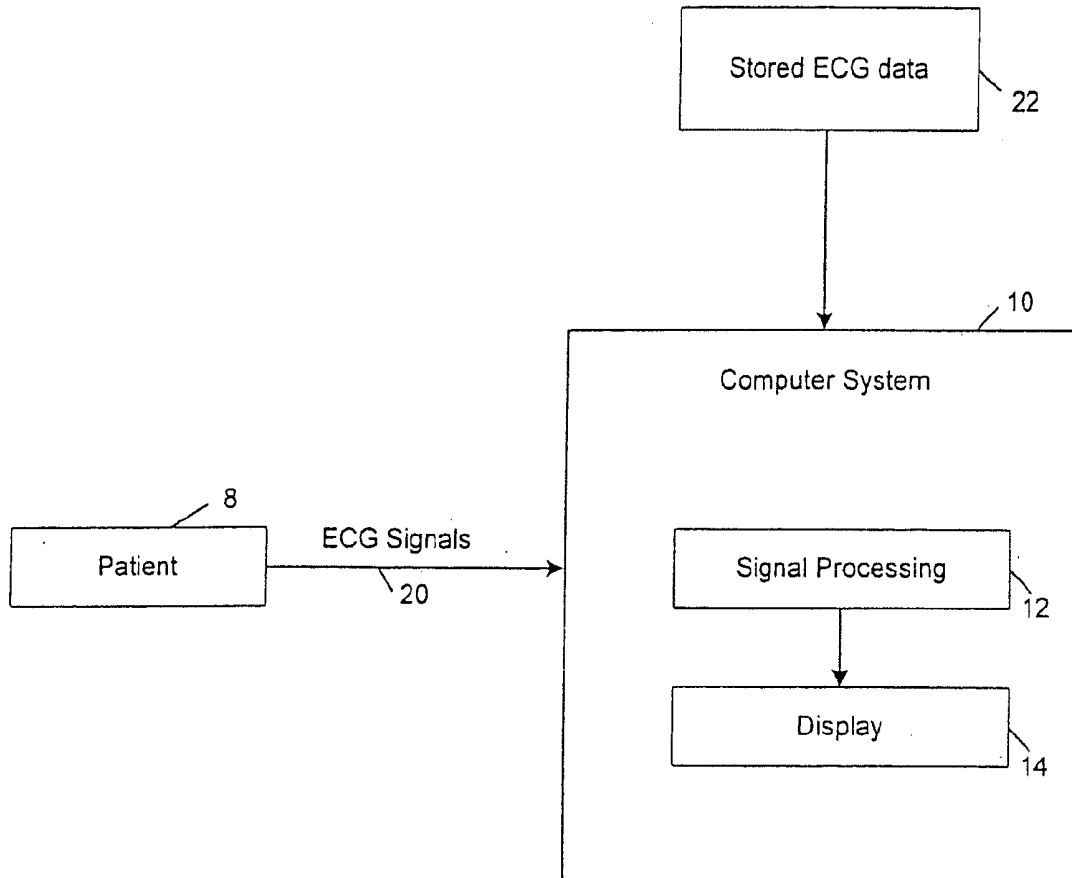 Stored ECG data
22
10
Computer System
8
Patient
ECG Signals
20
Signal Processing
12
Display
14